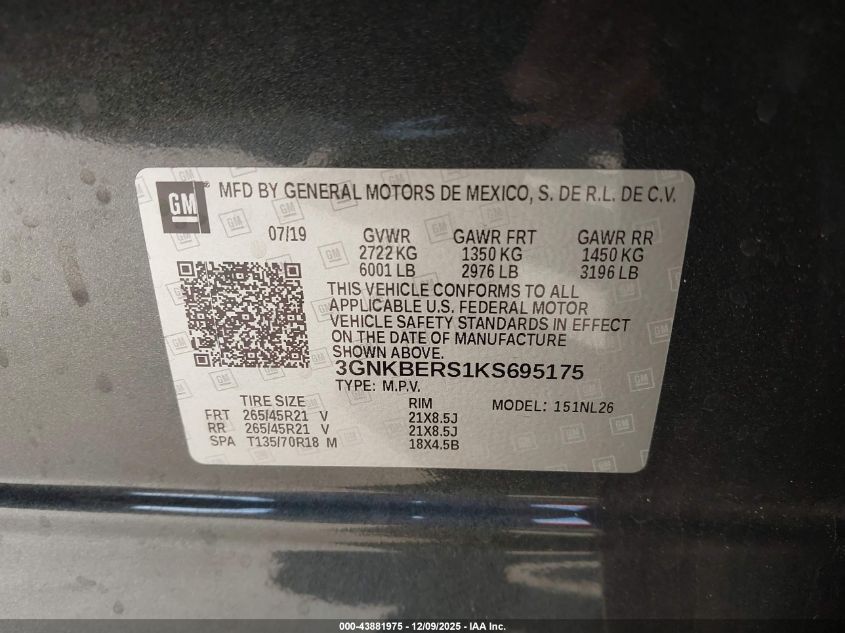 GM
MFD BY GENERAL MOTORS DE MEXICO, S. DE R.L. DE C.V.
07/19 GVWR GAWR FRT GAWR RR
2722 KG 1350 KG 1450 KG
6001 LB 2976 LB 3196 LB
THIS VEHICLE CONFORMS TO ALL
APPLICABLE U.S. FEDERAL MOTOR
VEHICLE SAFETY STANDARDS IN EFFECT
ON THE DATE OF MANUFACTURE
SHOWN ABOVE.
3GNKBERS1KS695175
TYPE: M.P.V.
TIRE SIZE RIM MODEL: 151NL26
FRT 265/45R21 V 21X8.5J
RR 265/45R21 V 21X8.5J
SPA T135/70R18 M 18X4.5B
000-43881975 - 12/09/2025 - IAA Inc.